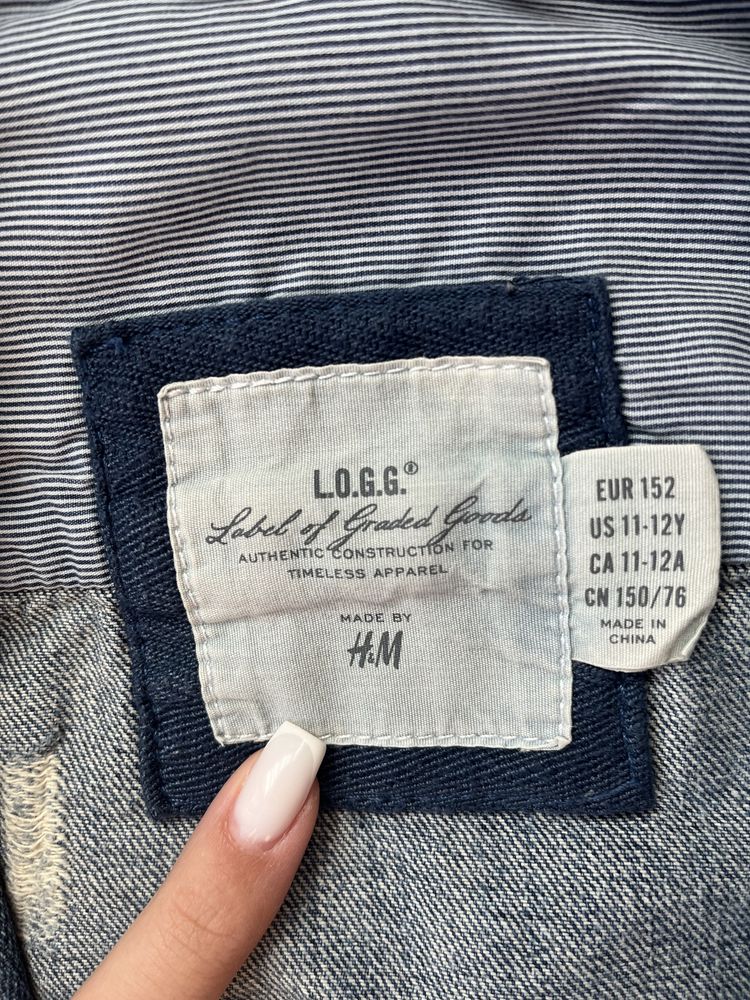 L.O.G.G.®
Label of Graded Goods
AUTHENTIC CONSTRUCTION FOR
TIMELESS APPAREL
MADE BY
H&M
EUR 152
US 11-12Y
CA 11-12A
CN 150/76
MADE IN
CHINA